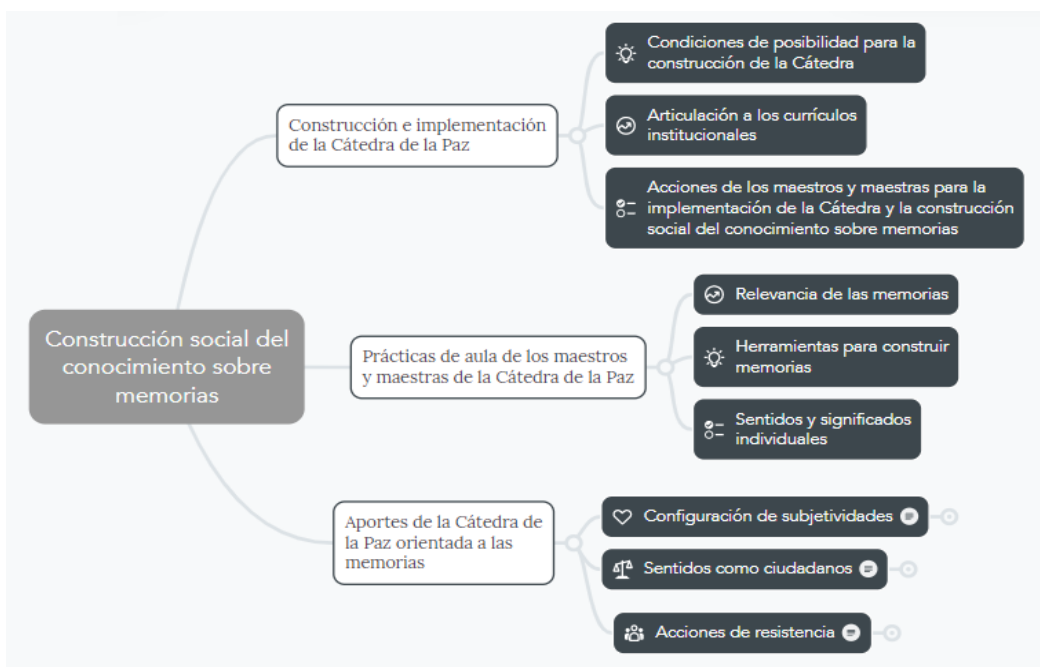 Construcción social del
conocimiento sobre
memorias
Construcción e implementación
de la Cátedra de la Paz
Condiciones de posibilidad para la
construcción de la Cátedra
Articulación a los currículos
institucionales
Acciones de los maestros y maestras para la
implementación de la Cátedra y la construcción
social del conocimiento sobre memorias
Prácticas de aula de los maestros
y maestras de la Cátedra de la Paz
Relevancia de las memorias
Herramientas para construir
memorias
Sentidos y significados
individuales
Aportes de la Cátedra de
la Paz orientada a las
memorias
Configuración de subjetividades
Sentidos como ciudadanos
Acciones de resistencia